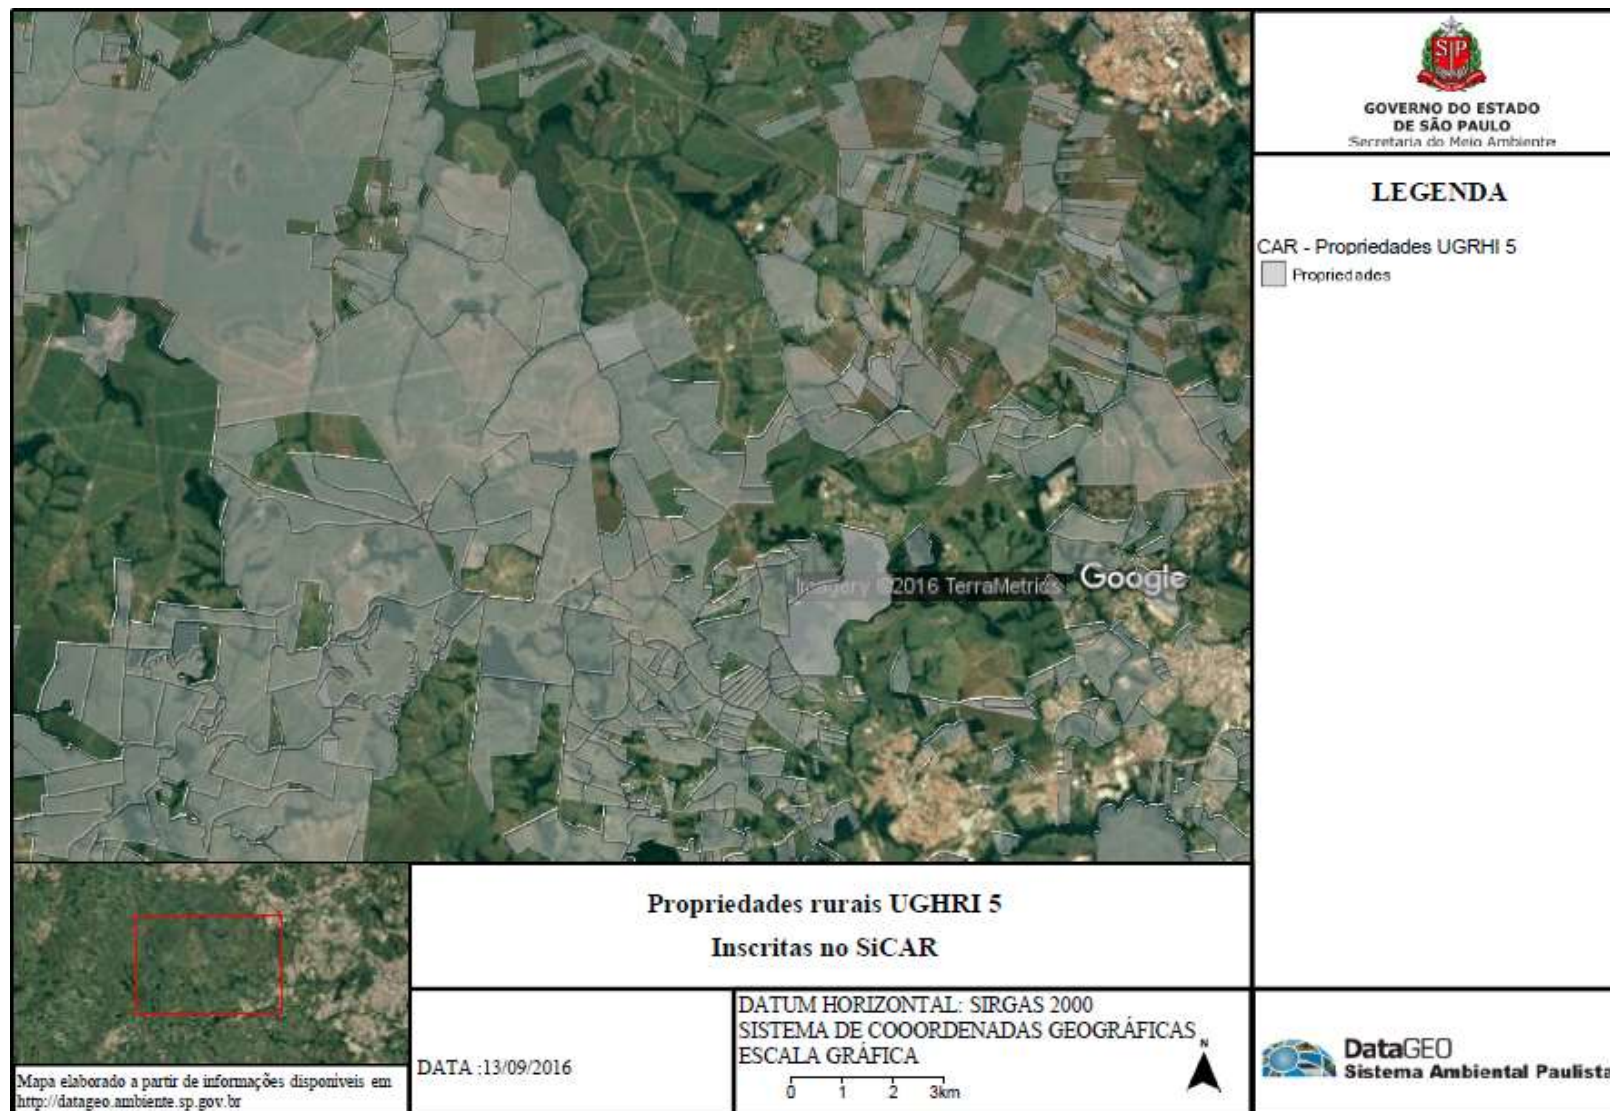 GOVERNO DO ESTADO
DE SÃO PAULO
Secretaria do Meio Ambiente
LEGENDA
CAR - Propriedades UGRHI 5
Propriedades
Imagery ©2016 TerraMetrics
Google
Propriedades rurais UGHRI 5
Inscritas no SiCAR
DATA :13/09/2016
DATUM HORIZONTAL: SIRGAS 2000
SISTEMA DE COOORDENADAS GEOGRÁFICAS
ESCALA GRÁFICA
0 1 2 3km
N
Mapa elaborado a partir de informações disponíveis em
http://datageo.ambiente.sp.gov.br
DataGEO
Sistema Ambiental Paulista